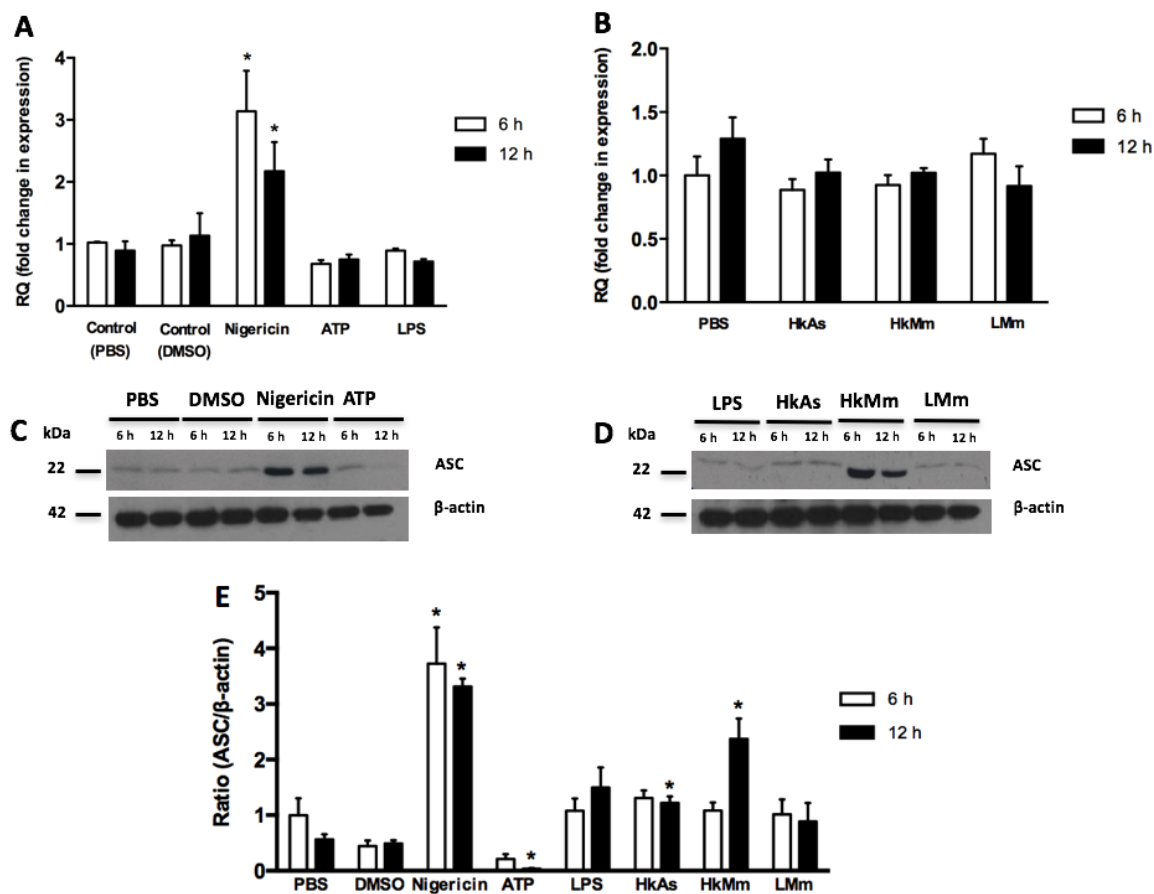 A
RQ (fold change in expression)
4
3
2
1
0
*
*
6 h
12 h
Control (PBS)
Control (DMSO)
Nigericin
ATP
LPS
B
RQ (fold change in expression)
2.0
1.5
1.0
0.5
0.0
6 h
12 h
PBS
HkAs
HkMm
LMm
C
PBS DMSO Nigericin ATP
kDa
6 h 12 h 6 h 12 h 6 h 12 h 6 h 12 h
22
ASC
42
β-actin
D
LPS HkAs HkMm LMm
kDa
6 h 12 h 6 h 12 h 6 h 12 h 6 h 12 h
22
ASC
42
β-actin
E
Ratio (ASC/β-actin)
5
4
3
2
1
0
*
*
*
*
*
6 h
12 h
PBS DMSO Nigericin ATP LPS HkAs HkMm LMm